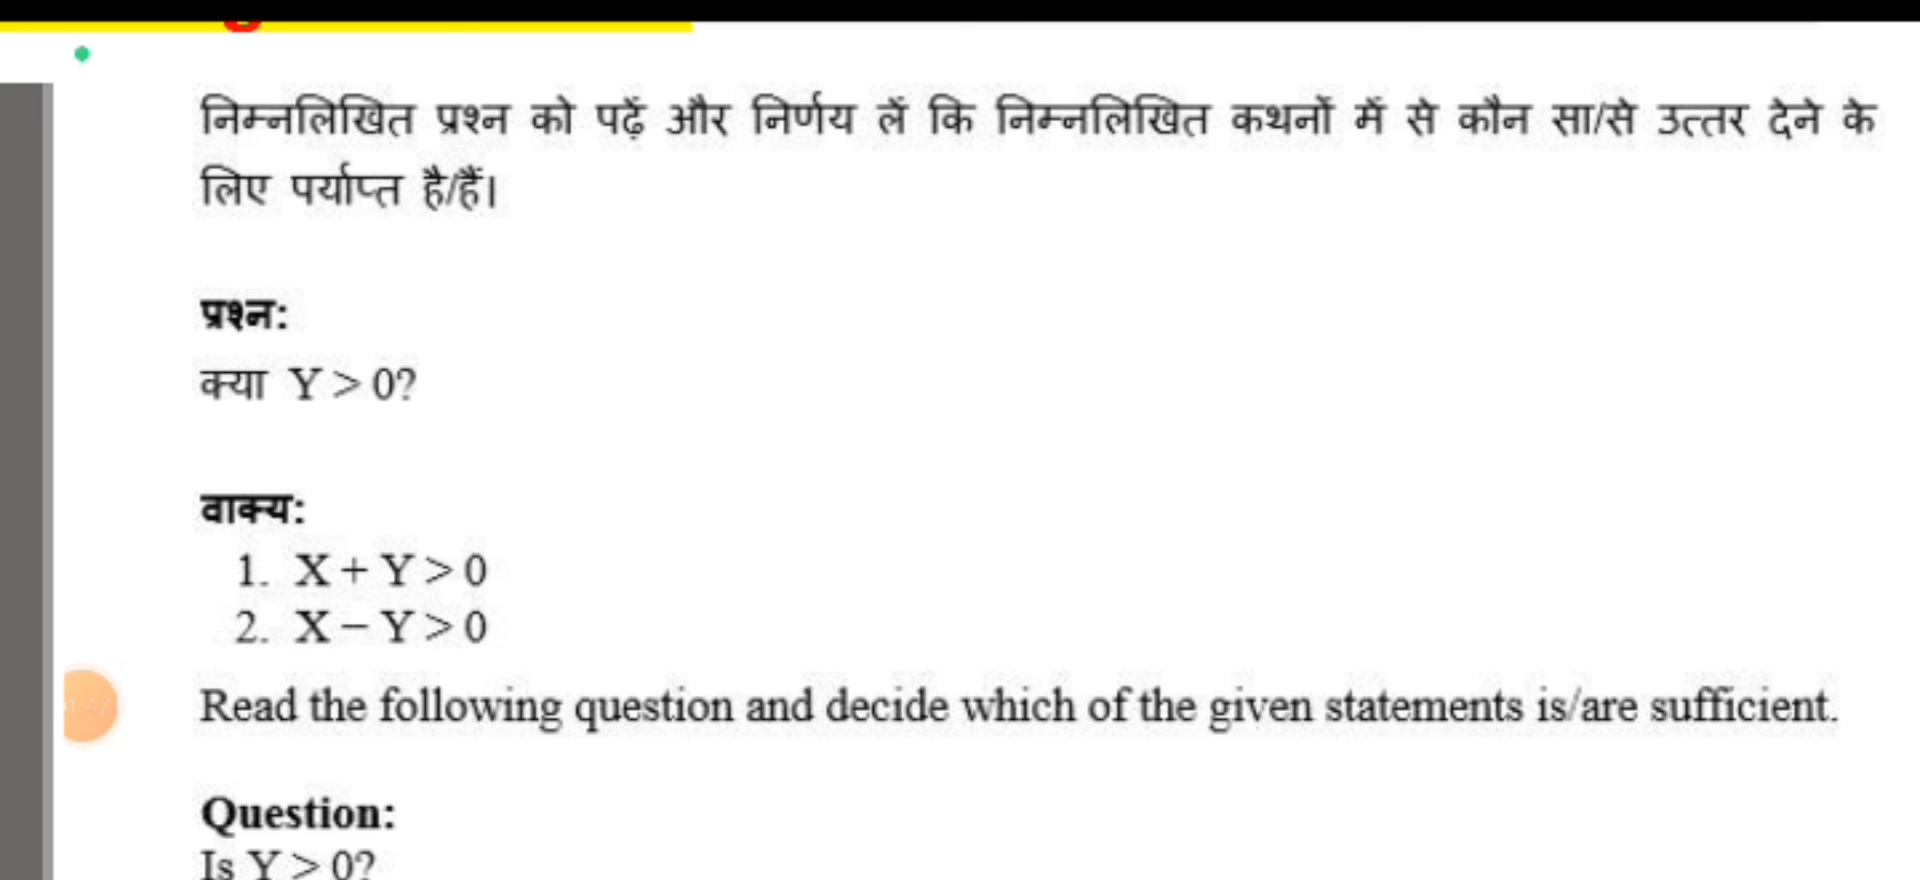 निम्नलिखित प्रश्न को पढ़ें और निर्णय लें कि निम्नलिखित कथनों में से कौन सा/से उत्तर देने के
लिए पर्याप्त है/हैं।
प्रश्न:
क्या Y > 0?
वाक्य:
1. X + Y > 0
2. X − Y > 0
Read the following question and decide which of the given statements is/are sufficient.
Question:
Is Y > 0?